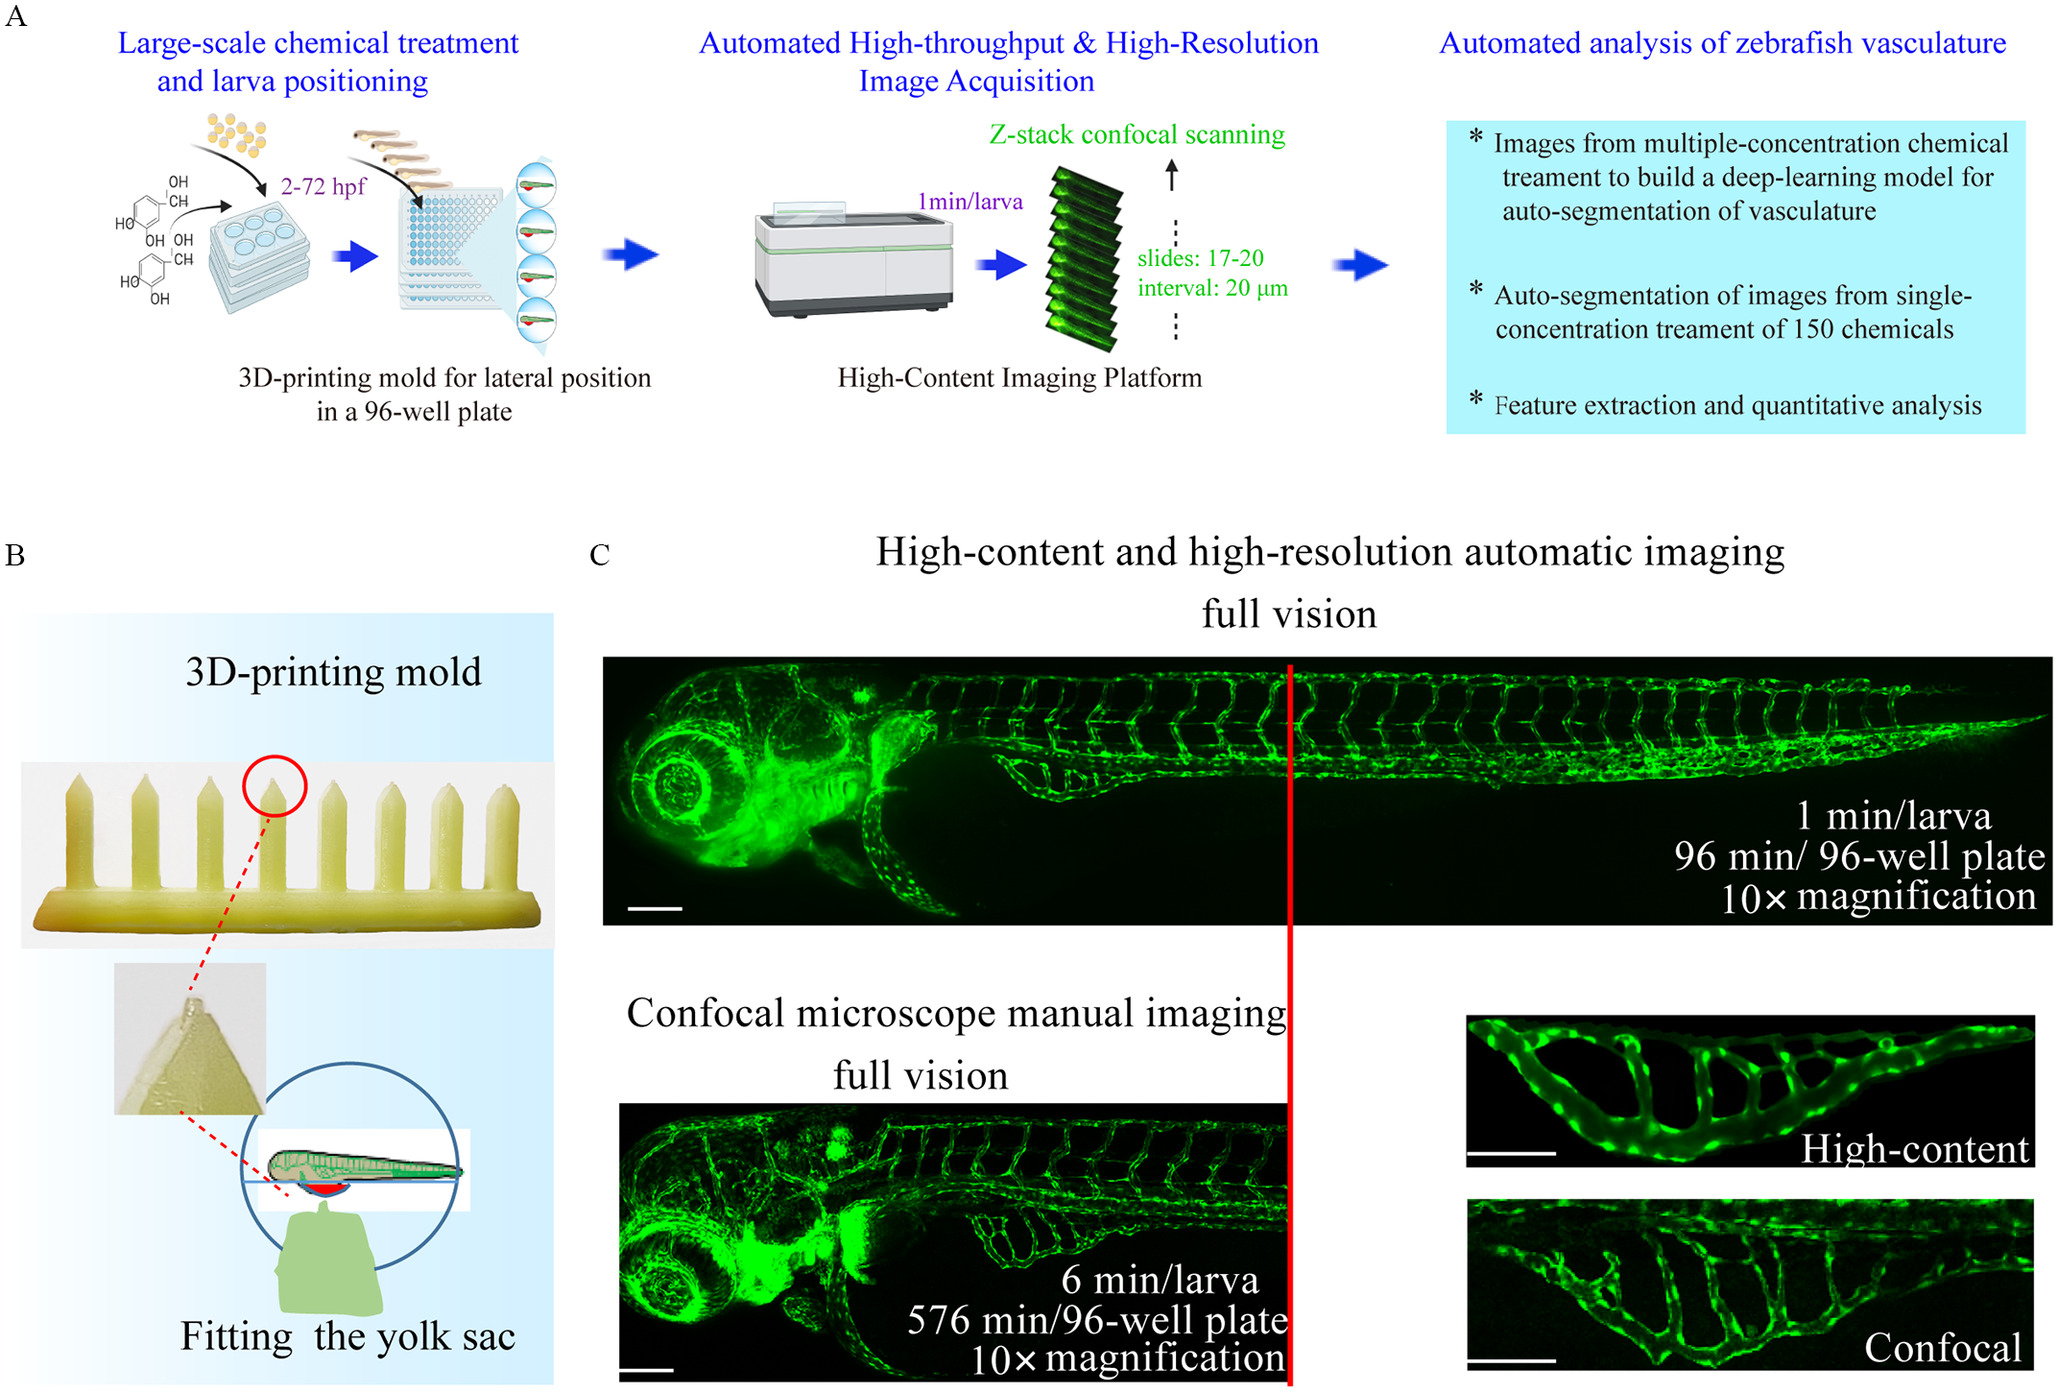 A
Large-scale chemical treatment
and larva positioning
OH
CH
HO
OH
OH
CH
HO
OH
2-72 hpf
3D-printing mold for lateral position
in a 96-well plate
Automated High-throughput & High-Resolution
Image Acquisition
Z-stack confocal scanning
1min/larva
slides: 17-20
interval: 20 μm
High-Content Imaging Platform
Automated analysis of zebrafish vasculature
* Images from multiple-concentration chemical
treament to build a deep-learning model for
auto-segmentation of vasculature
* Auto-segmentation of images from single-
concentration treament of 150 chemicals
* Feature extraction and quantitative analysis
B
3D-printing mold
Fitting the yolk sac
C
High-content and high-resolution automatic imaging
full vision
1 min/larva
96 min/ 96-well plate
10× magnification
Confocal microscope manual imaging
full vision
6 min/larva
576 min/96-well plate
10× magnification
High-content
Confocal